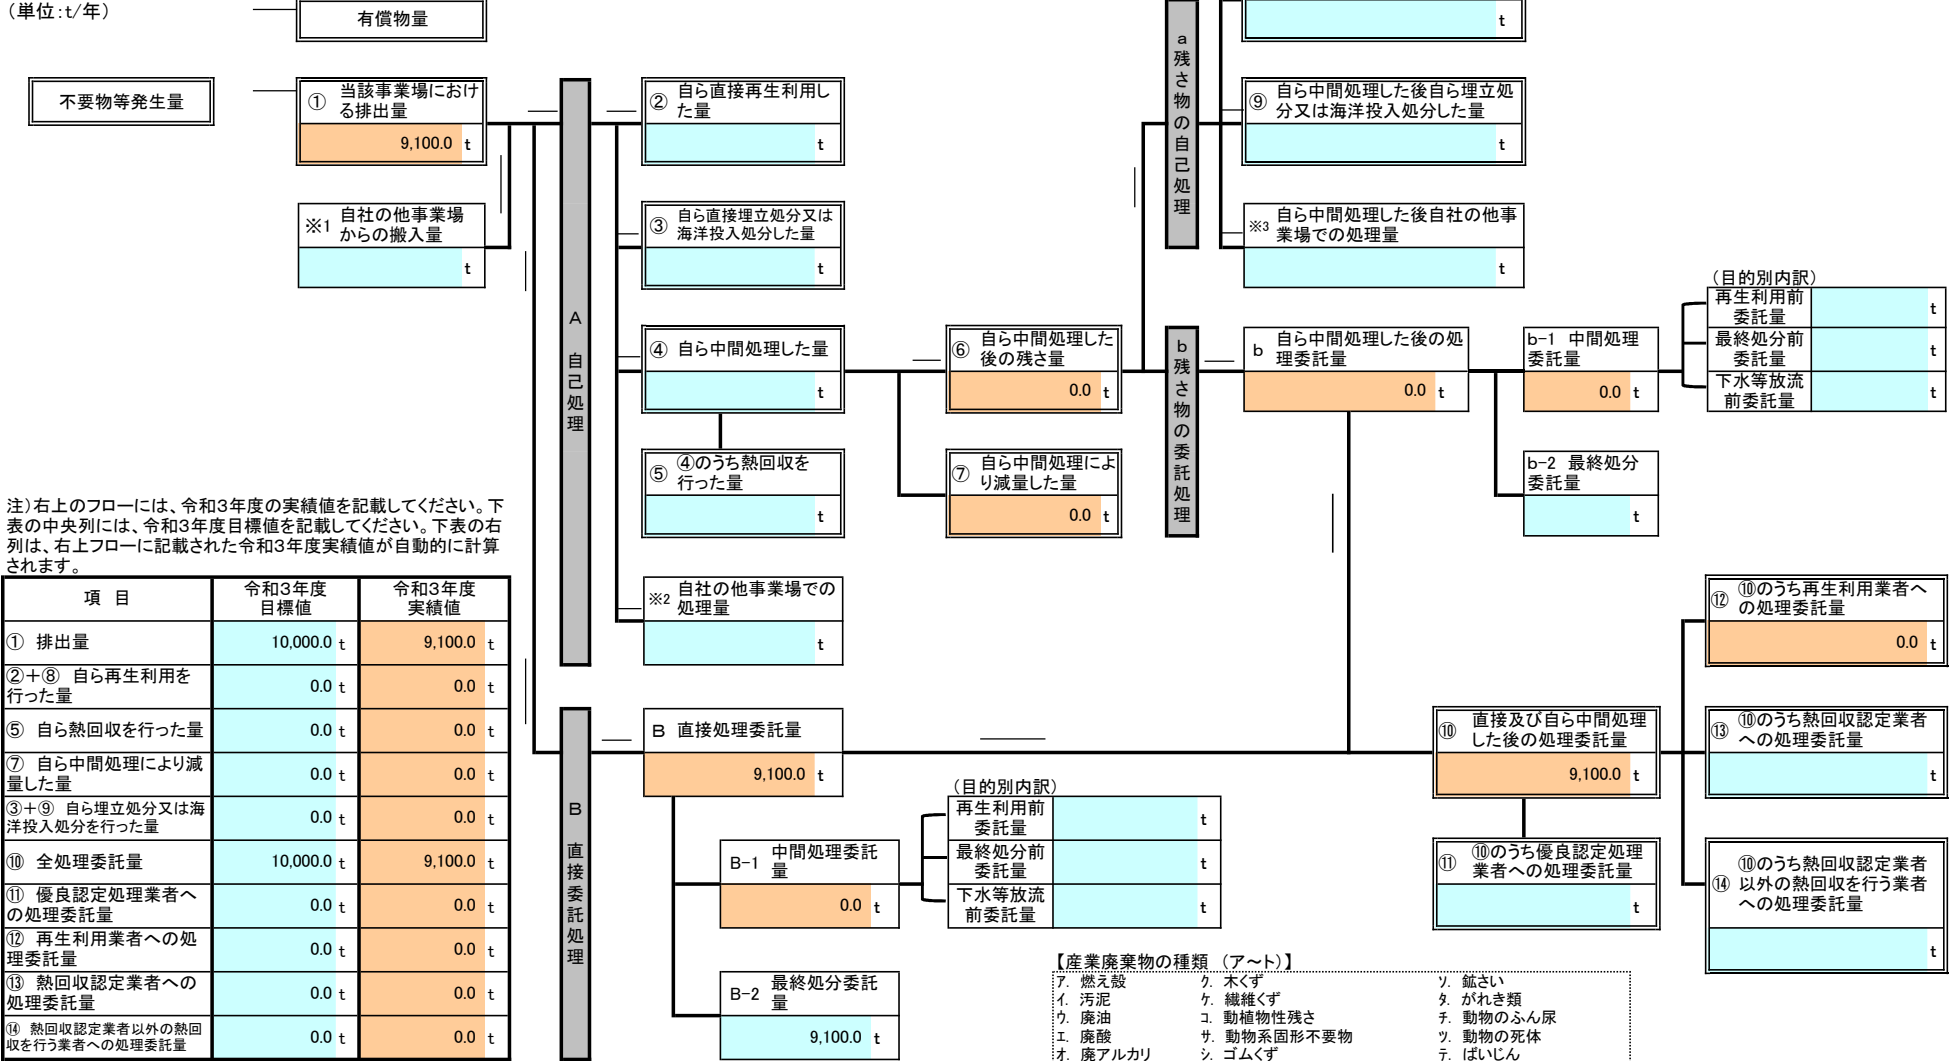 （単位：t/年）
有償物量
t
不要物等発生量
① 当該事業場におけ
る排出量
9,100.0 t
※1 自社の他事業場
からの搬入量
t
A 自己処理
② 自ら直接再生利用し
た量
t
③ 自ら直接埋立処分又は
海洋投入処分した量
t
④ 自ら中間処理した量
t
⑤ ④のうち熱回収を
行った量
t
※2 自社の他事業場での
処理量
t
⑥ 自ら中間処理した
後の残さ量
0.0 t
⑦ 自ら中間処理によ
り減量した量
0.0 t
a 残さ物の自己処理
⑨ 自ら中間処理した後自ら埋立処
分又は海洋投入処分した量
t
※3 自ら中間処理した後自社の他事
業場での処理量
t
b 残さ物の委託処理
b 自ら中間処理した後の処
理委託量
0.0 t
b-1 中間処理
委託量
0.0 t
b-2 最終処分
委託量
t
（目的別内訳）
再生利用前
委託量
t
最終処分前
委託量
t
下水等放流
前委託量
t
注）右上のフローには、令和3年度の実績値を記載してください。下
表の中央列には、令和3年度目標値を記載してください。下表の右
列は、右上フローに記載された令和3年度実績値が自動的に計算
されます。
項 目 令和3年度目標値 令和3年度実績値
① 排出量 10,000.0 t 9,100.0 t
②＋⑧ 自ら再生利用を
行った量 0.0 t 0.0 t
⑤ 自ら熱回収を行った量 0.0 t 0.0 t
⑦ 自ら中間処理により減
量した量 0.0 t 0.0 t
③＋⑨ 自ら埋立処分又は海
洋投入処分を行った量 0.0 t 0.0 t
⑩ 全処理委託量 10,000.0 t 9,100.0 t
⑪ 優良認定処理業者へ
の処理委託量 0.0 t 0.0 t
⑫ 再生利用業者への処
理委託量 0.0 t 0.0 t
⑬ 熱回収認定業者への
処理委託量 0.0 t 0.0 t
⑭ 熱回収認定業者以外の熱回
収を行う業者への処理委託量 0.0 t 0.0 t
B 直接委託処理
B 直接処理委託量
9,100.0 t
B-1 中間処理委託
量
0.0 t
B-2 最終処分委託
量
9,100.0 t
（目的別内訳）
再生利用前
委託量
t
最終処分前
委託量
t
下水等放流
前委託量
t
⑩ 直接及び自ら中間処理
した後の処理委託量
9,100.0 t
⑪ ⑩のうち優良認定処理
業者への処理委託量
t
⑫ ⑩のうち再生利用業者へ
の処理委託量
0.0 t
⑬ ⑩のうち熱回収認定業者
への処理委託量
t
⑭ ⑩のうち熱回収認定業者
以外の熱回収を行う業者
への処理委託量
t
【産業廃棄物の種類 （ア～ト）】
ア. 燃え殻 ク. 木くず ソ. 鉱さい
イ. 汚泥 ケ. 繊維くず タ. がれき類
ウ. 廃油 コ. 動植物性残さ チ. 動物のふん尿
エ. 廃酸 サ. 動物系固形不要物 ツ. 動物の死体
オ. 廃アルカリ シ. ゴムくず テ. ばいじん